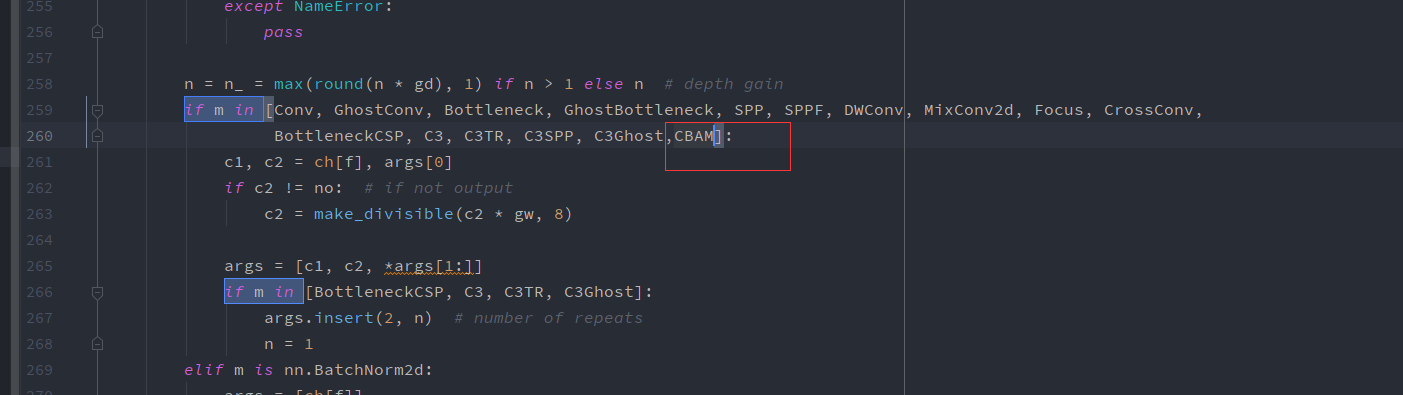 255 except NameError:
256 pass
257
258 n = n_ = max(round(n * gd), 1) if n > 1 else n  # depth gain
259 if m in [Conv, GhostConv, Bottleneck, GhostBottleneck, SPP, SPPF, DWConv, MixConv2d, Focus, CrossConv,
260 BottleneckCSP, C3, C3TR, C3SPP, C3Ghost,CBAM]:
261 c1, c2 = ch[f], args[0]
262 if c2 != no:  # if not output
263 c2 = make_divisible(c2 * gw, 8)
264
265 args = [c1, c2, *args[1:]]
266 if m in [BottleneckCSP, C3, C3TR, C3Ghost]:
267 args.insert(2, n)  # number of repeats
268 n = 1
269 elif m is nn.BatchNorm2d:
270 args = [ch[f]]